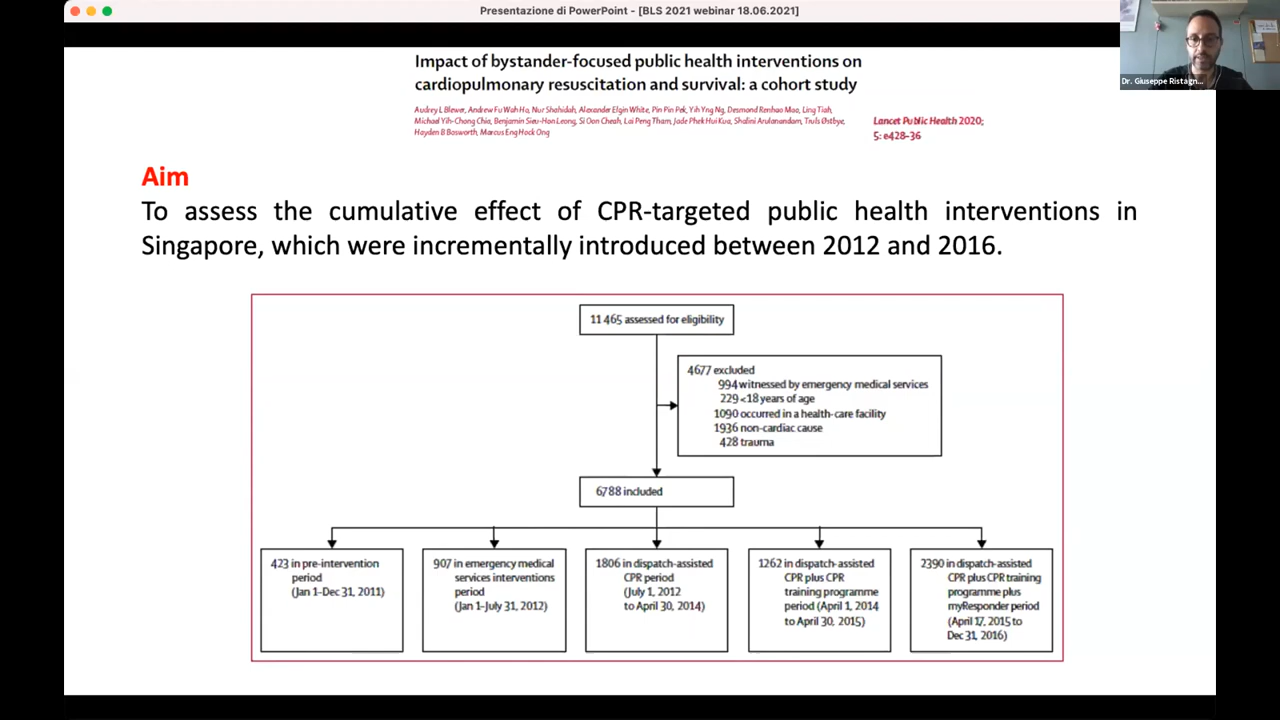 Presentazione di PowerPoint - [BLS 2021 webinar 18.06.2021]
Dr. Giuseppe Ristagn...
Impact of bystander-focused public health interventions on
cardiopulmonary resuscitation and survival: a cohort study
Audrey L Blewer, Andrew Fu Wah Ho, Nur Shahidah, Alexander Elgin White, Pin Pin Pek, Yih Yng Ng, Desmond Renhao Mao, Ling Tiah,
Michael Yih-Chong Chia, Benjamin Sieu-Hon Leong, Si Oon Cheah, Lai Peng Tham, Jade Phek Hui Kua, Shalini Arulanandam, Truls Østbye,
Hayden B Bosworth, Marcus Eng Hock Ong
Lancet Public Health 2020;
5: e428-36
Aim
To assess the cumulative effect of CPR-targeted public health interventions in
Singapore, which were incrementally introduced between 2012 and 2016.
11 465 assessed for eligibility
4677 excluded
994 witnessed by emergency medical services
229 <18 years of age
1090 occurred in a health-care facility
1936 non-cardiac cause
428 trauma
6788 included
423 in pre-intervention
period
(Jan 1–Dec 31, 2011)
907 in emergency medical
services interventions
period
(Jan 1–July 31, 2012)
1806 in dispatch-assisted
CPR period
(July 1, 2012
to April 30, 2014)
1262 in dispatch-assisted
CPR plus CPR
training programme
period (April 1, 2014
to April 30, 2015)
2390 in dispatch-assisted
CPR plus CPR training
programme plus
myResponder period
(April 17, 2015 to
Dec 31, 2016)